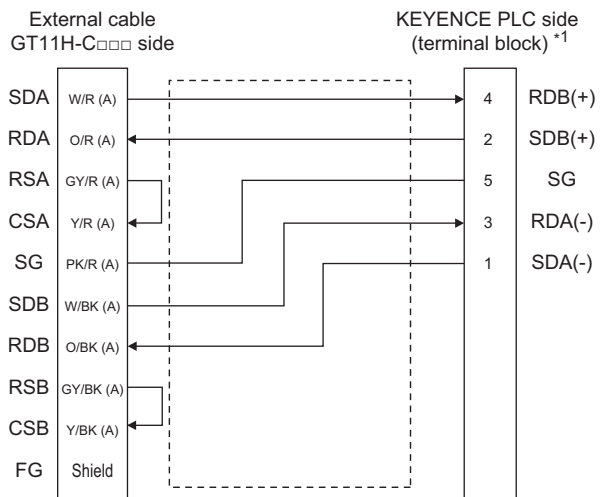 External cable
GT11H-C□□□ side
KEYENCE PLC side
(terminal block) *1
SDA W/R (A) 4 RDB(+)
RDA O/R (A) 2 SDB(+)
RSA GY/R (A) 5 SG
CSA Y/R (A) 3 RDA(-)
SG PK/R (A) 1 SDA(-)
SDB W/BK (A)
RDB O/BK (A)
RSB GY/BK (A)
CSB Y/BK (A)
FG Shield